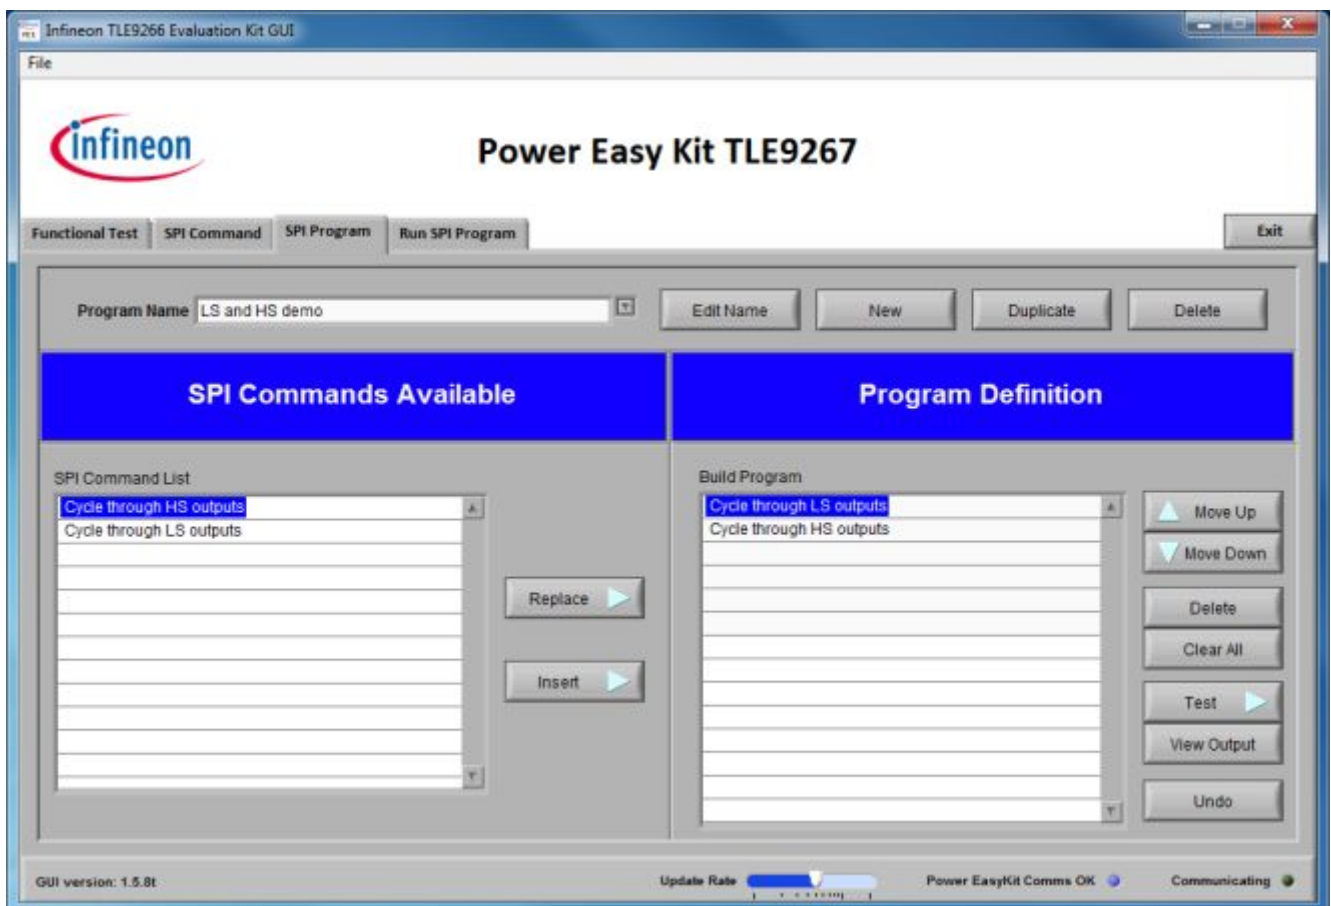 Infineon TLE9266 Evaluation Kit GUI
File
infineon
Power Easy Kit TLE9267
Functional Test SPI Command SPI Program Run SPI Program Exit
Program Name LS and HS demo Edit Name New Duplicate Delete
SPI Commands Available
Program Definition
SPI Command List
Cycle through HS outputs
Cycle through LS outputs
Replace
Insert
Build Program
Cycle through LS outputs
Cycle through HS outputs
Move Up
Move Down
Delete
Clear All
Test
View Output
Undo
GUI version: 1.5.8t Update Rate Power EasyKit Comms OK Communicating